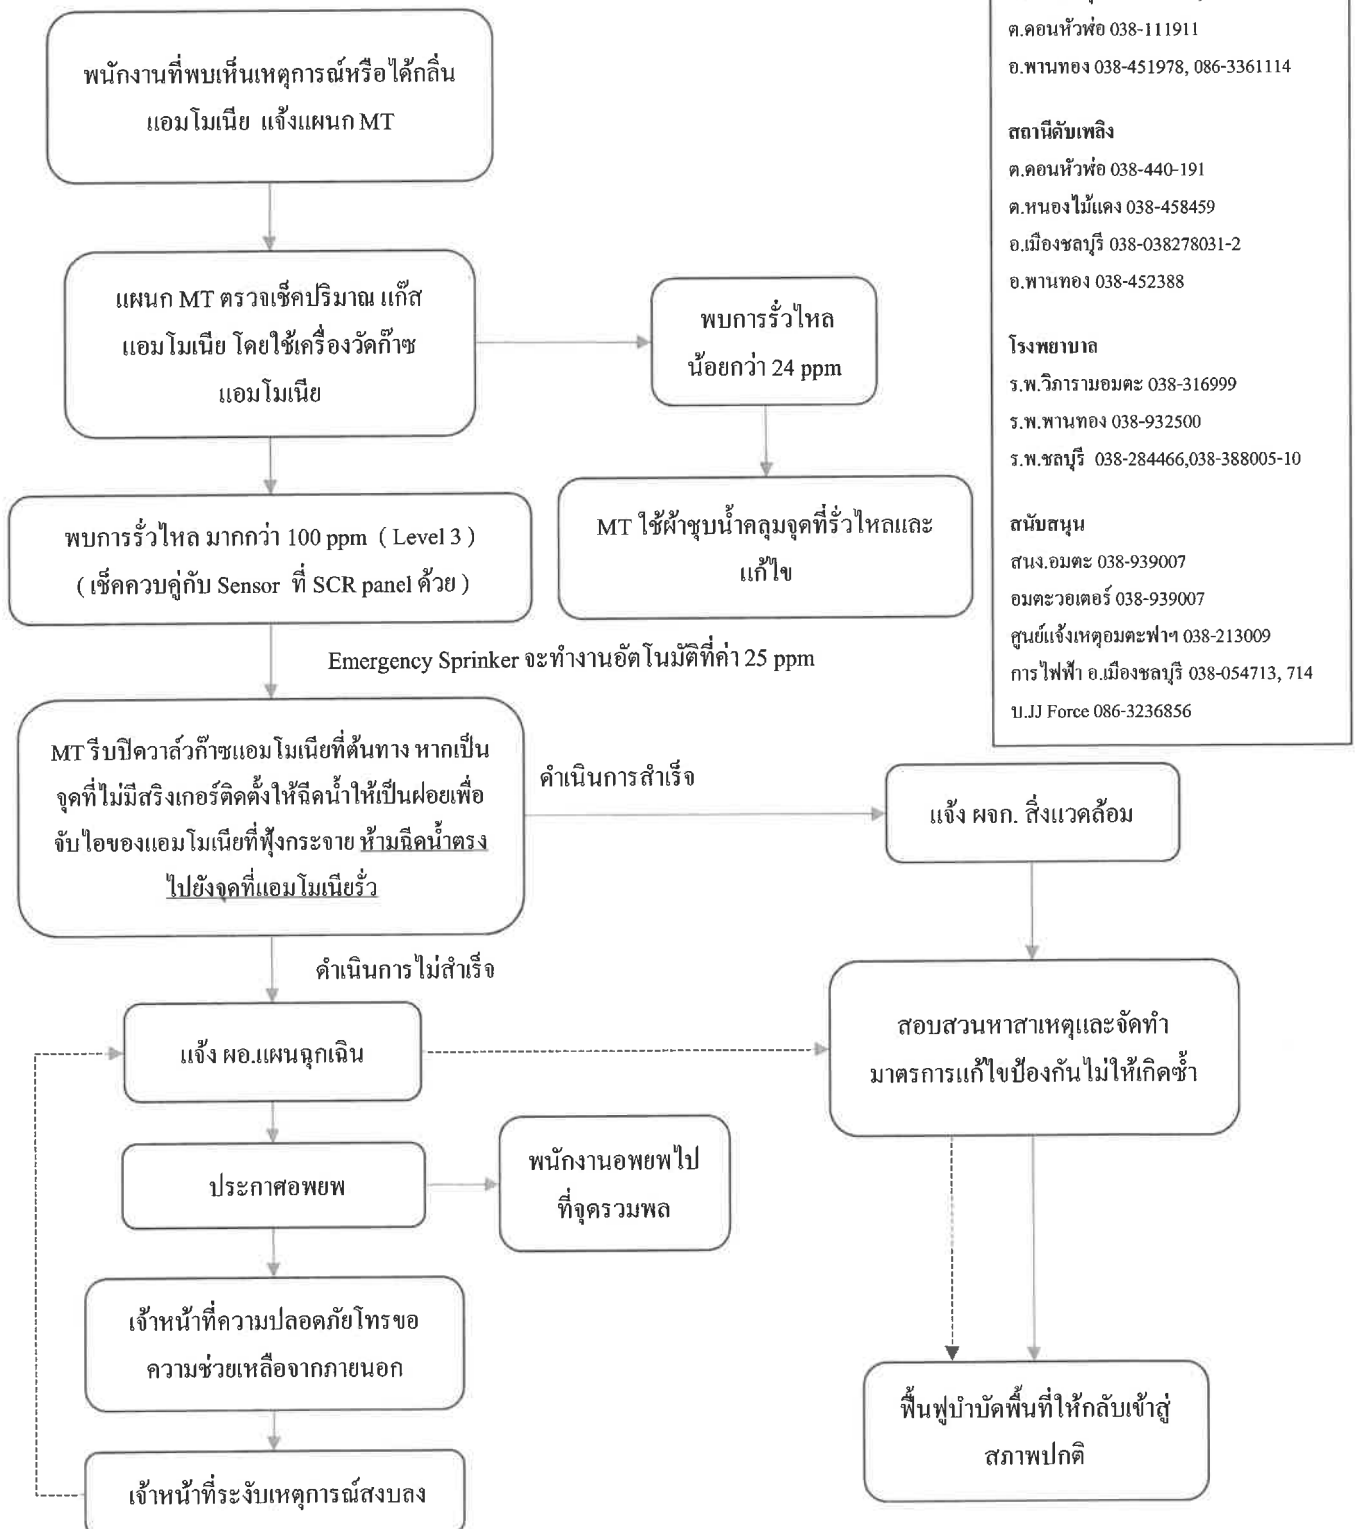 พนักงานที่พบเห็นเหตุการณ์หรือได้กลิ่น
แอมโมเนีย แจ้งแผนก MT
แผนก MT ตรวจเช็คปริมาณ แก๊ส
แอมโมเนีย โดยใช้เครื่องวัดก๊าซ
แอมโมเนีย
พบการรั่วไหล
น้อยกว่า 24 ppm
MT ใช้ผ้าชุบน้ำคลุมจุดที่รั่วไหลและ
แก้ไข
พบการรั่วไหล มากกว่า 100 ppm ( Level 3 )
( เช็คควบคู่กับ Sensor ที่ SCR panel ด้วย )
Emergency Sprinker จะทำงานอัตโนมัติที่ค่า 25 ppm
MT รีบปิดวาล์วก๊าซแอมโมเนียที่ต้นทาง หากเป็น
จุดที่ไม่มีสริงเกอร์ติดตั้งให้ฉีดน้ำให้เป็นฝอยเพื่อ
จับไอของแอมโมเนียที่ฟุ้งกระจาย ห้ามฉีดน้ำตรง
ไปยังจุดที่แอมโมเนียรั่ว
ดำเนินการสำเร็จ
แจ้ง ผจก. สิ่งแวดล้อม
ดำเนินการไม่สำเร็จ
แจ้ง ผอ.แผนฉุกเฉิน
สอบสวนหาสาเหตุและจัดทำ
มาตรการแก้ไขป้องกันไม่ให้เกิดซ้ำ
ประกาศอพยพ
พนักงานอพยพไป
ที่จุดรวมพล
เจ้าหน้าที่ความปลอดภัยโทรขอ
ความช่วยเหลือจากภายนอก
เจ้าหน้าที่ระงับเหตุการณ์สงบลง
ฟื้นฟูบำบัดพื้นที่ให้กลับเข้าสู่
สภาพปกติ
ต.ดอนหัวฬ่อ 038-111911
อ.พานทอง 038-451978, 086-3361114
สถานีดับเพลิง
ต.ดอนหัวฬ่อ 038-440-191
ต.หนองไม้แดง 038-458459
อ.เมืองชลบุรี 038-038278031-2
อ.พานทอง 038-452388
โรงพยาบาล
ร.พ.วิภารามอมตะ 038-316999
ร.พ.พานทอง 038-932500
ร.พ.ชลบุรี 038-284466,038-388005-10
สนับสนุน
สนง.อมตะ 038-939007
อมตะวอเตอร์ 038-939007
ศูนย์แจ้งเหตุอมตะฟาฯ 038-213009
การไฟฟ้า อ.เมืองชลบุรี 038-054713, 714
บ.JJ Force 086-3236856